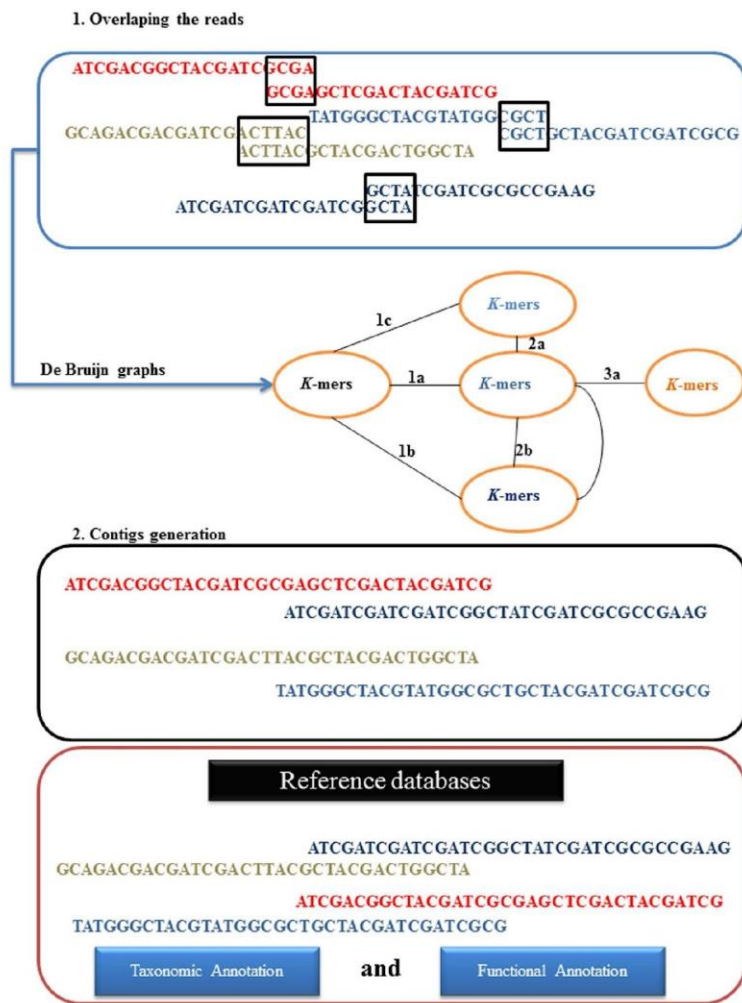 1. Overlaping the reads
ATCGACGGCTACGATCGCGA
GCGAGCTCGACTACGATCG
TATGGGCTACGTATGGCGCT
GCAGACGACGATCGACTTAC
CGCTGCTACGATCGATCGCG
ACTTACGCTACGACTGGCTA
GCTATCGATCGCGCCGAAG
ATCGATCGATCGATCGGCTA
K-mers
1c
2a
De Bruijn graphs
K-mers
1a
K-mers
3a
K-mers
1b
2b
K-mers
2. Contigs generation
ATCGACGGCTACGATCGCGAGCTCGACTACGATCG
ATCGATCGATCGATCGGCTATCGATCGCGCCGAAG
GCAGACGACGATCGACTTACGCTACGACTGGCTA
TATGGGCTACGTATGGCGCTGCTACGATCGATCGCG
Reference databases
ATCGATCGATCGATCGGCTATCGATCGCGCCGAAG
GCAGACGACGATCGACTTACGCTACGACTGGCTA
ATCGACGGCTACGATCGCGAGCTCGACTACGATCG
TATGGGCTACGTATGGCGCTGCTACGATCGATCGCG
Taxonomic Annotation and Functional Annotation